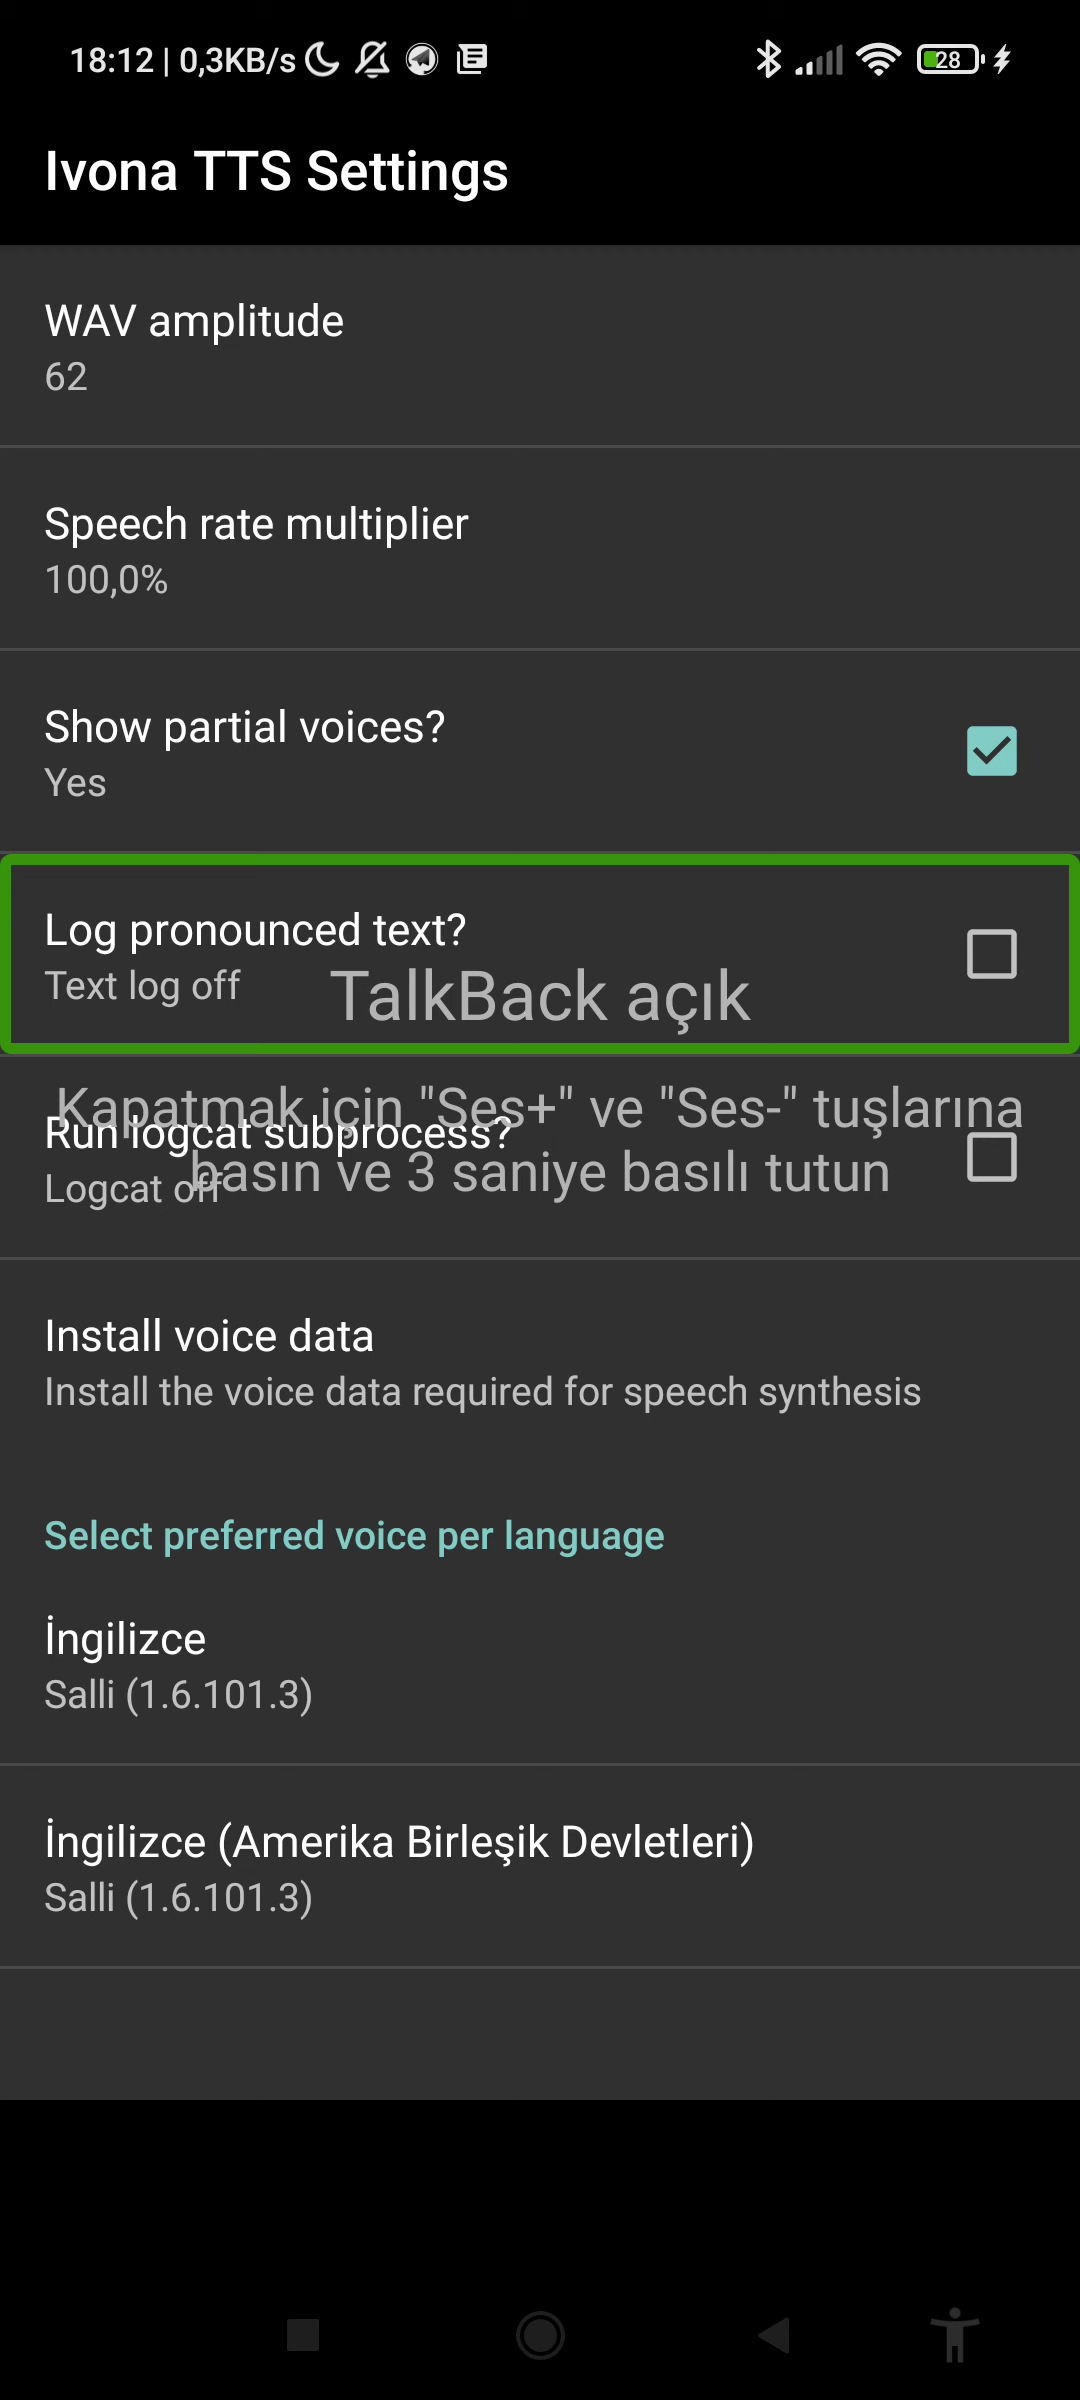 18:12 | 0,3KB/s
28
Ivona TTS Settings
WAV amplitude
62
Speech rate multiplier
100,0%
Show partial voices?
Yes
Log pronounced text?
Text log off
TalkBack açık
Kapatmak için "Ses+" ve "Ses-" tuşlarına
basın ve 3 saniye basılı tutun
Run logcat subprocess?
Logcat off
Install voice data
Install the voice data required for speech synthesis
Select preferred voice per language
İngilizce
Salli (1.6.101.3)
İngilizce (Amerika Birleşik Devletleri)
Salli (1.6.101.3)